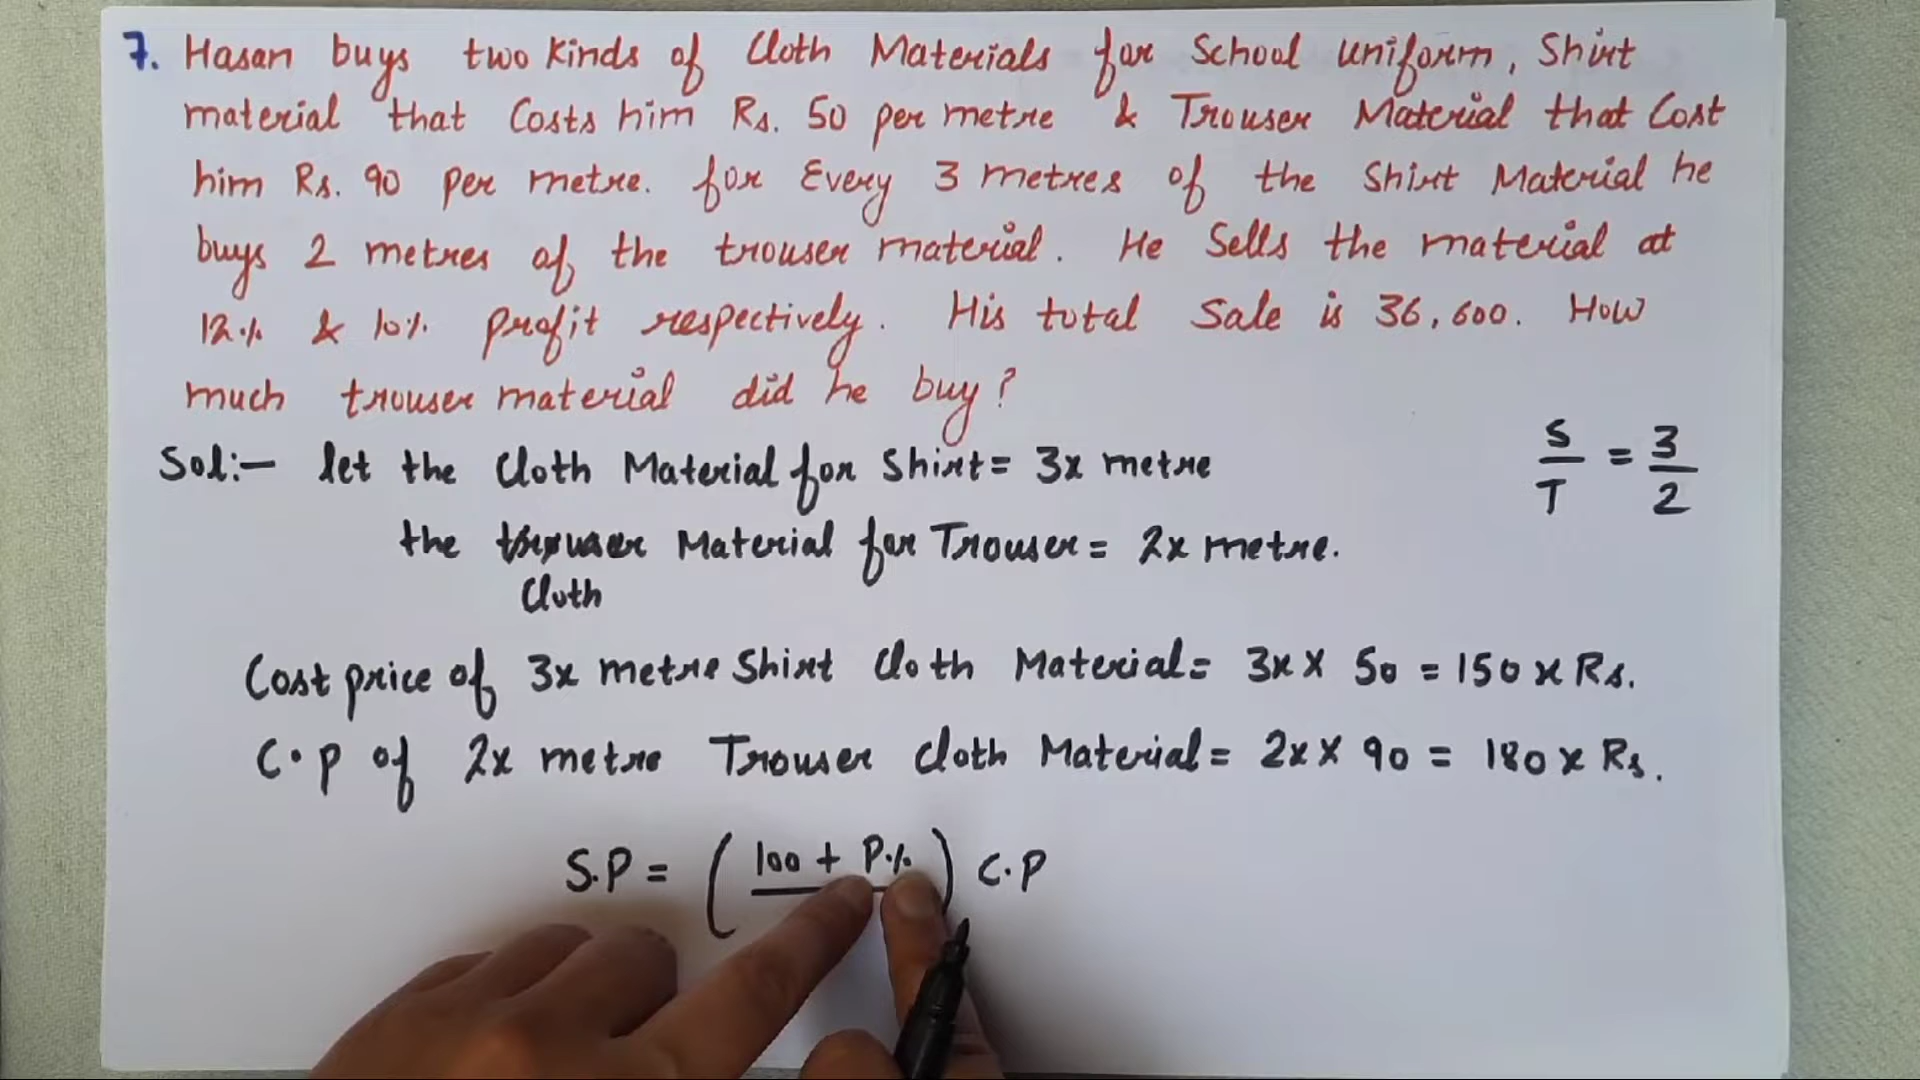 7. Hasan buys two kinds of Cloth Materials for School uniform, Shirt
material that Costs him Rs. 50 per metre & Trouser Material that Cost
him Rs. 90 per metre. for Every 3 metres of the Shirt Material he
buys 2 metres of the trouser material. He Sells the material at
12% & 10% profit respectively. His total Sale is 36,600. How
much trouser material did he buy?
Sol:- let the Cloth Material for Shirt = 3x metre
S/T = 3/2
the Material for Trouser = 2x metre.
Cloth
Cost price of 3x metre Shirt Cloth Material = 3x × 50 = 150x Rs.
C.P of 2x metre Trouser Cloth Material = 2x × 90 = 180x Rs.
S.P = (100 + P%) C.P